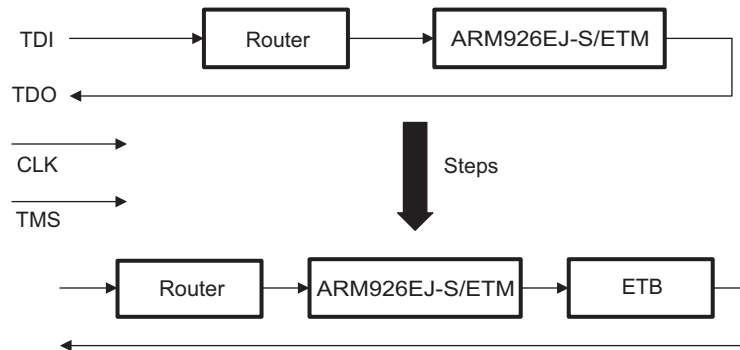 TDI
Router
ARM926EJ-S/ETM
TDO
CLK
Steps
TMS
Router
ARM926EJ-S/ETM
ETB